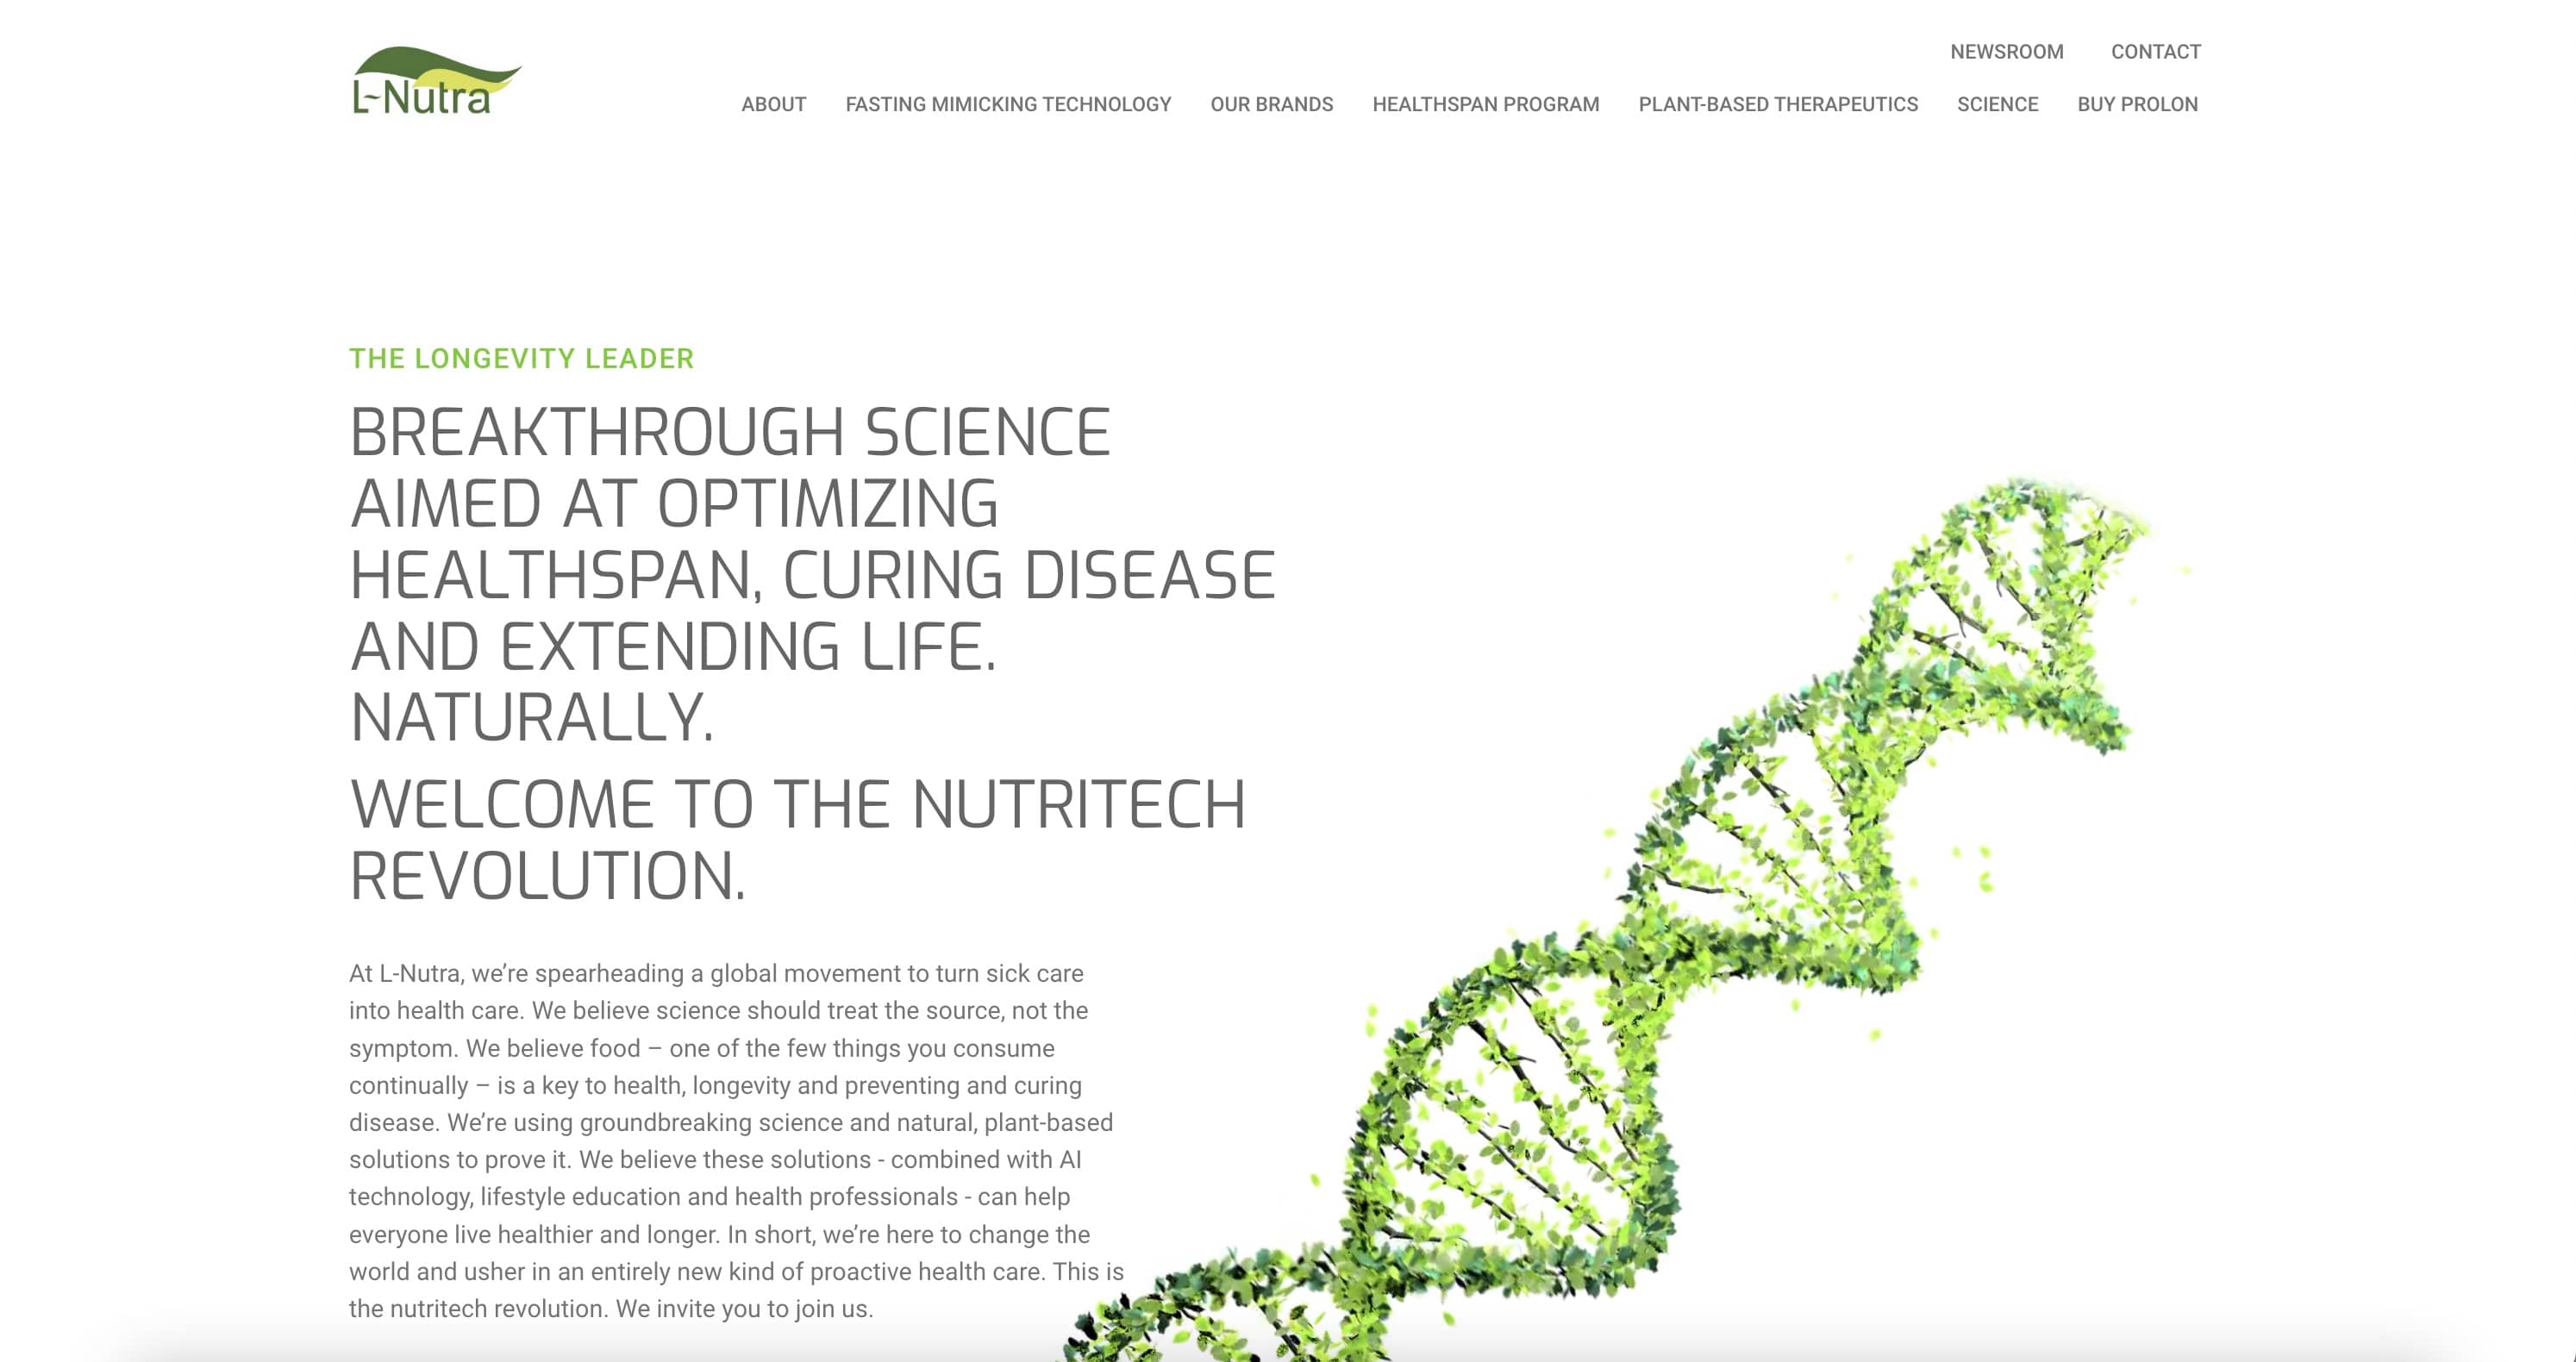 L-Nutra
NEWSROOM CONTACT
ABOUT FASTING MIMICKING TECHNOLOGY OUR BRANDS HEALTHSPAN PROGRAM PLANT-BASED THERAPEUTICS SCIENCE BUY PROLON
THE LONGEVITY LEADER
BREAKTHROUGH SCIENCE
AIMED AT OPTIMIZING
HEALTHSPAN, CURING DISEASE
AND EXTENDING LIFE.
NATURALLY.
WELCOME TO THE NUTRITECH
REVOLUTION.
At L-Nutra, we’re spearheading a global movement to turn sick care
into health care. We believe science should treat the source, not the
symptom. We believe food – one of the few things you consume
continually – is a key to health, longevity and preventing and curing
disease. We’re using groundbreaking science and natural, plant-based
solutions to prove it. We believe these solutions - combined with AI
technology, lifestyle education and health professionals - can help
everyone live healthier and longer. In short, we’re here to change the
world and usher in an entirely new kind of proactive health care. This is
the nutritech revolution. We invite you to join us.